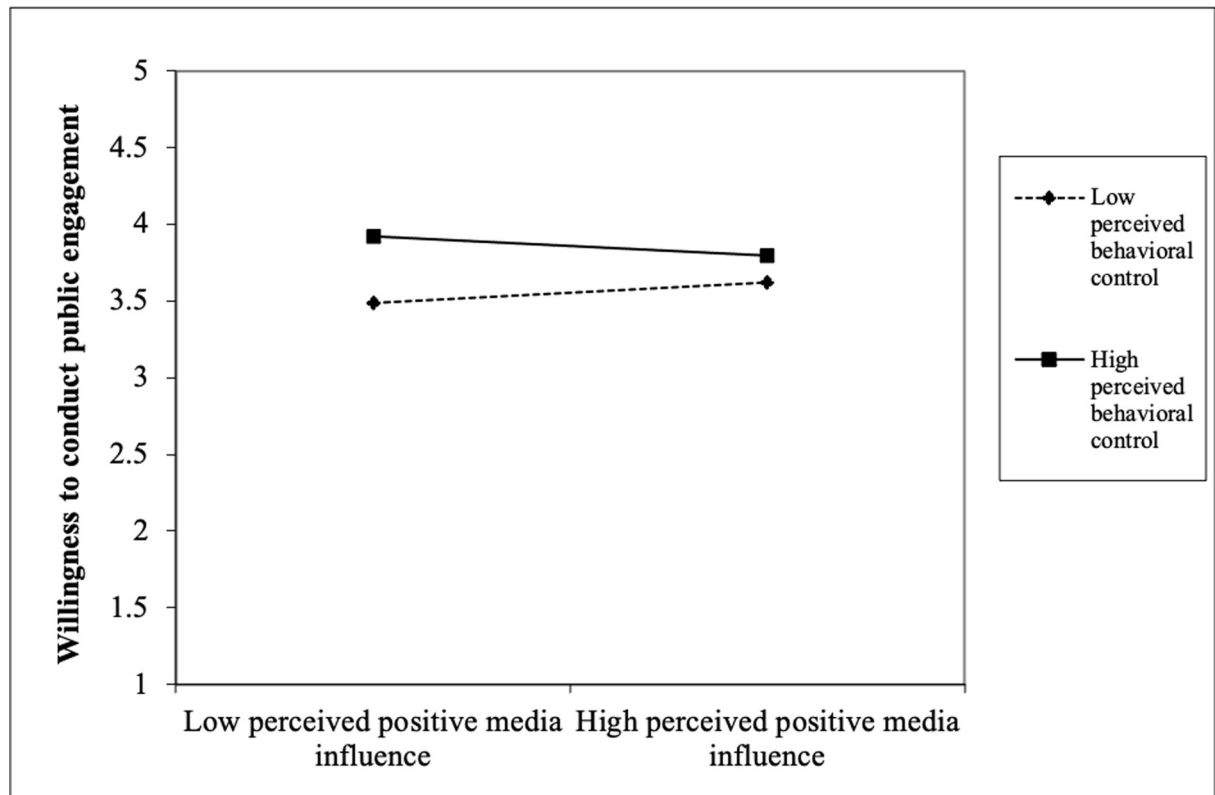 Willingness to conduct public engagement
5
4.5
4
3.5
3
2.5
2
1.5
1
Low perceived positive media
influence
High perceived positive media
influence
Low
perceived
behavioral
control
High
perceived
behavioral
control